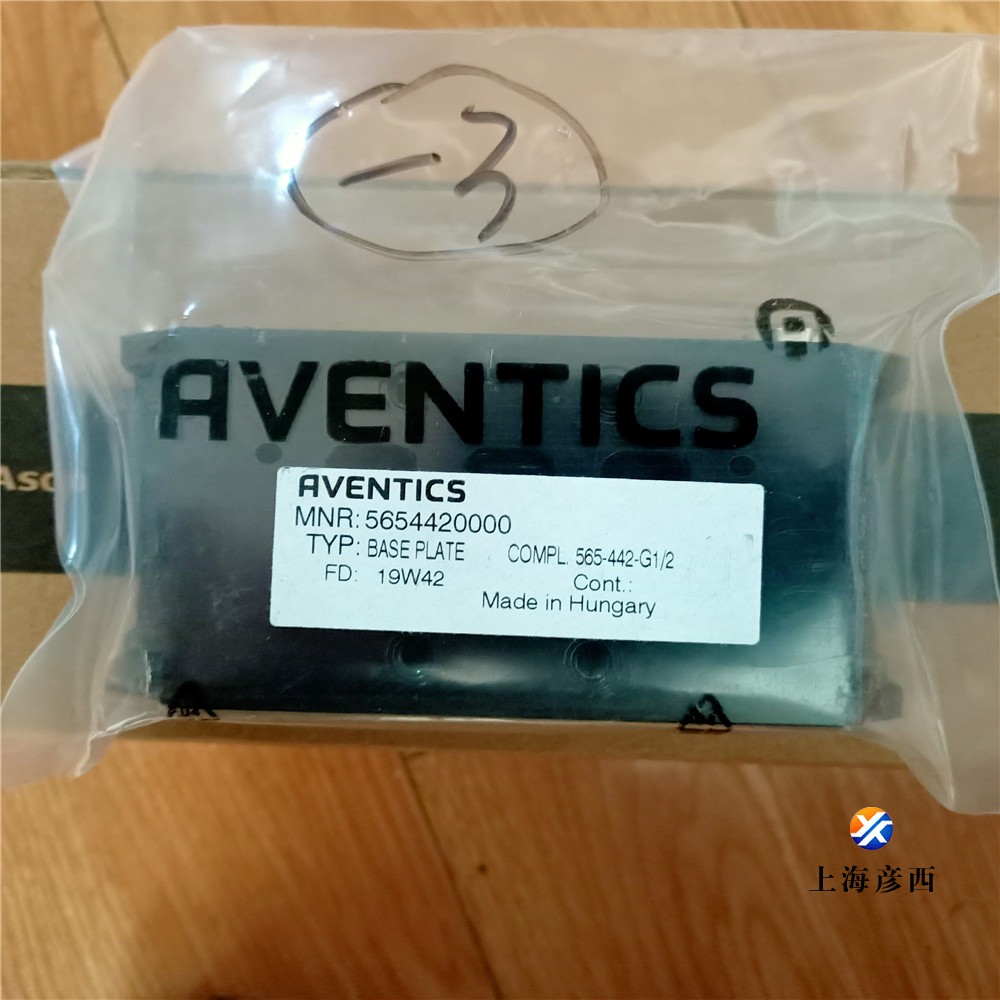 -3
AVENTICS
AVENTICS
MNR: 5654420000
TYP: BASE PLATE COMPL. 565-442-G1/2
FD: 19W42 Cont.:
Made in Hungary
Asc
上海彦西